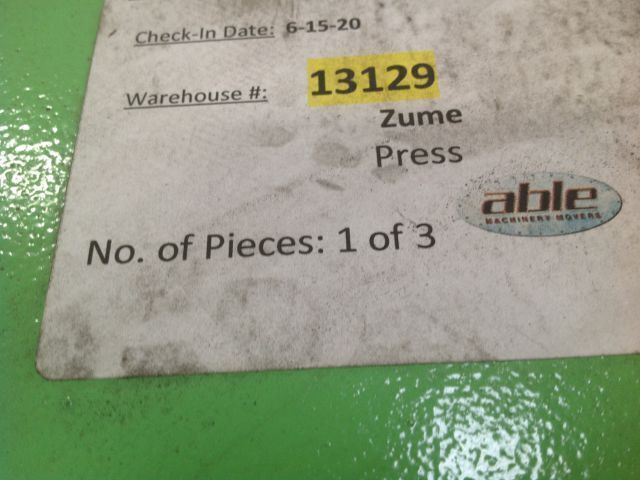 Check-In Date: 6-15-20
Warehouse #: 13129
Zume
Press
able
MACHINERY MOVERS
No. of Pieces: 1 of 3